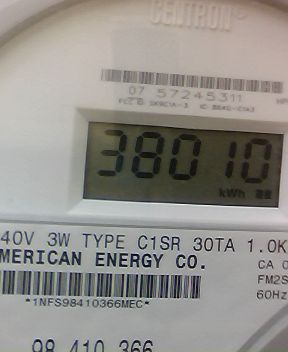 CENTRON
07 57245311
38010
kWh
40V 3W TYPE C1SR 30TA 1.0K
MERICAN ENERGY CO.
CA 0
FM2S
60Hz
*1NFS98410366MEC*
98 410 366